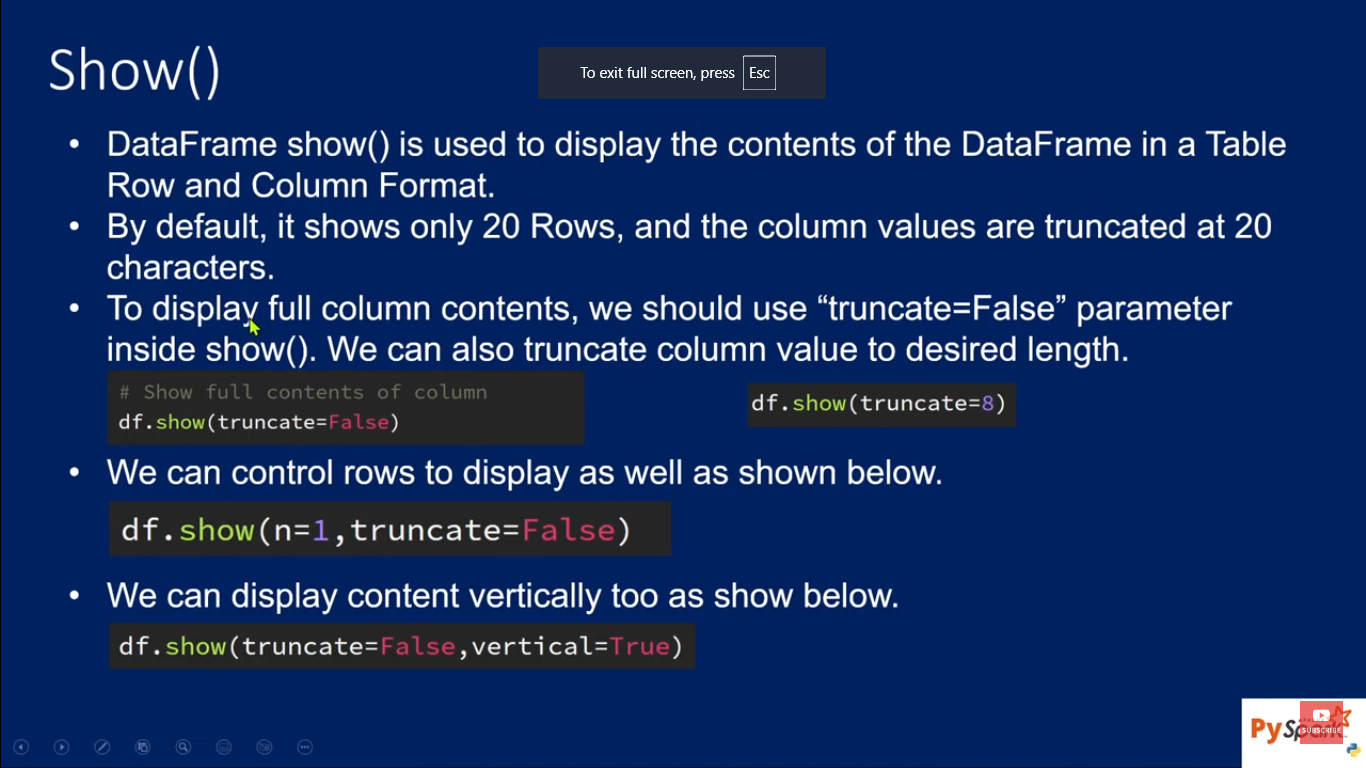 Show()
To exit full screen, press Esc
• DataFrame show() is used to display the contents of the DataFrame in a Table
Row and Column Format.
• By default, it shows only 20 Rows, and the column values are truncated at 20
characters.
• To display full column contents, we should use “truncate=False” parameter
inside show(). We can also truncate column value to desired length.
# Show full contents of column
df.show(truncate=False)
df.show(truncate=8)
• We can control rows to display as well as shown below.
df.show(n=1,truncate=False)
• We can display content vertically too as show below.
df.show(truncate=False,vertical=True)
PySpark
SUBSCRIBE